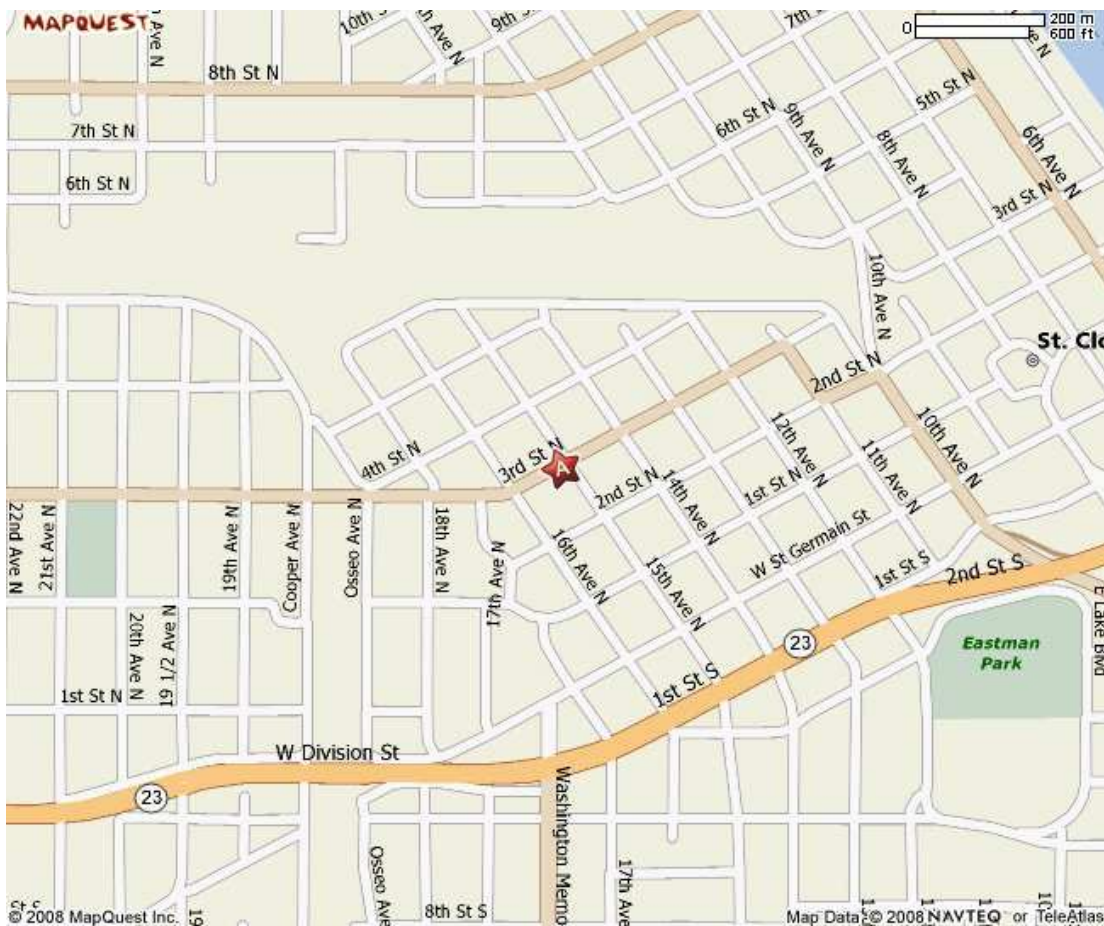 MAPQUEST
200 m
0
600 ft
10th
9th St N
7th St N
8th St N
5th St N
7th St N
6th St N
9th Ave N
8th Ave N
6th Ave N
6th St N
3rd St N
10th Ave N
St. Clo
2nd St N
3rd St N
4th St N
12th Ave N
11th Ave N
10th Ave N
2nd St N
1st St N
14th Ave N
22nd Ave N
21st Ave N
19th Ave N
Cooper Ave N
Osseo Ave N
18th Ave N
17th Ave N
16th Ave N
15th Ave N
W St Germain St
1st St S
2nd St S
E Lake Blvd
20th Ave N
19 1/2 Ave N
23
Eastman
Park
1st St N
1st St S
W Division St
23
Washington Memo
Osseo Ave
17th Ave
8th St S
A
© 2008 MapQuest Inc.
Map Data © 2008 NAVTEQ or TeleAtlas